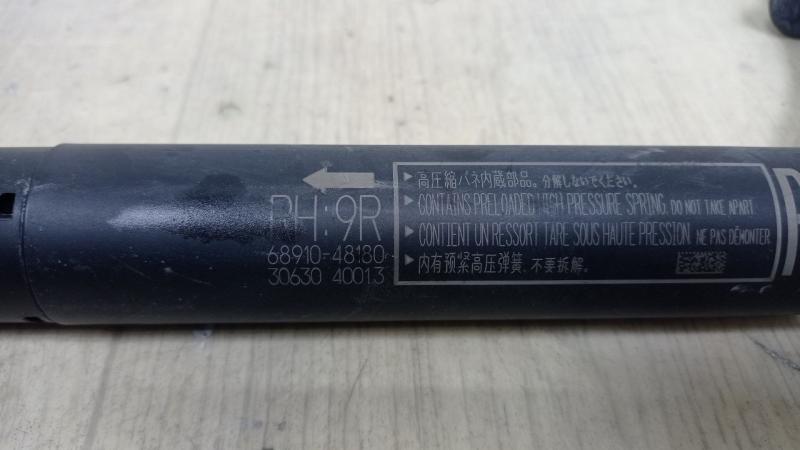 RH:9R
68910-48180
30630 40013
高圧縮バネ内蔵部品。分解しないでください。
CONTAINS PRELOADED HIGH PRESSURE SPRING. DO NOT TAKE APART
CONTIENT UN RESSORT TARE SOUS HAUTE PRESSION NE PAS DÉMONTER
内有预紧高压弹簧、不要拆解。